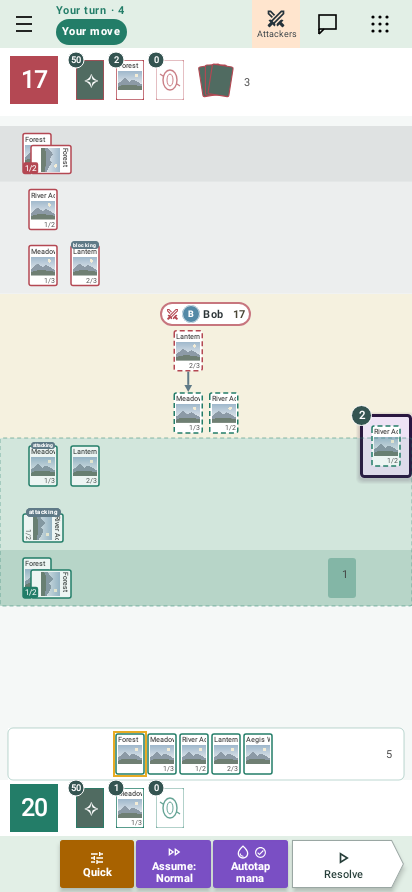 Your turn · 4
Your move
Attackers
17
50
2
Forest
0
3
Forest
Forest
1/2
River Ac
1/2
Meadov
1/3
blocking
Lantern
2/3
B Bob 17
Lantern
2/3
Meadov
1/3
River Ac
1/2
2
River Ac
1/2
attacking
Meadov
1/3
Lantern
2/3
attacking
River Ac
1/2
Forest
Forest
1/2
1
Forest
Meadov
1/3
River Ac
1/2
Lantern
2/3
Aegis
1/2
5
20
50
1
Meadov
1/3
0
Quick
Assume:
Normal
Autotap
mana
Resolve